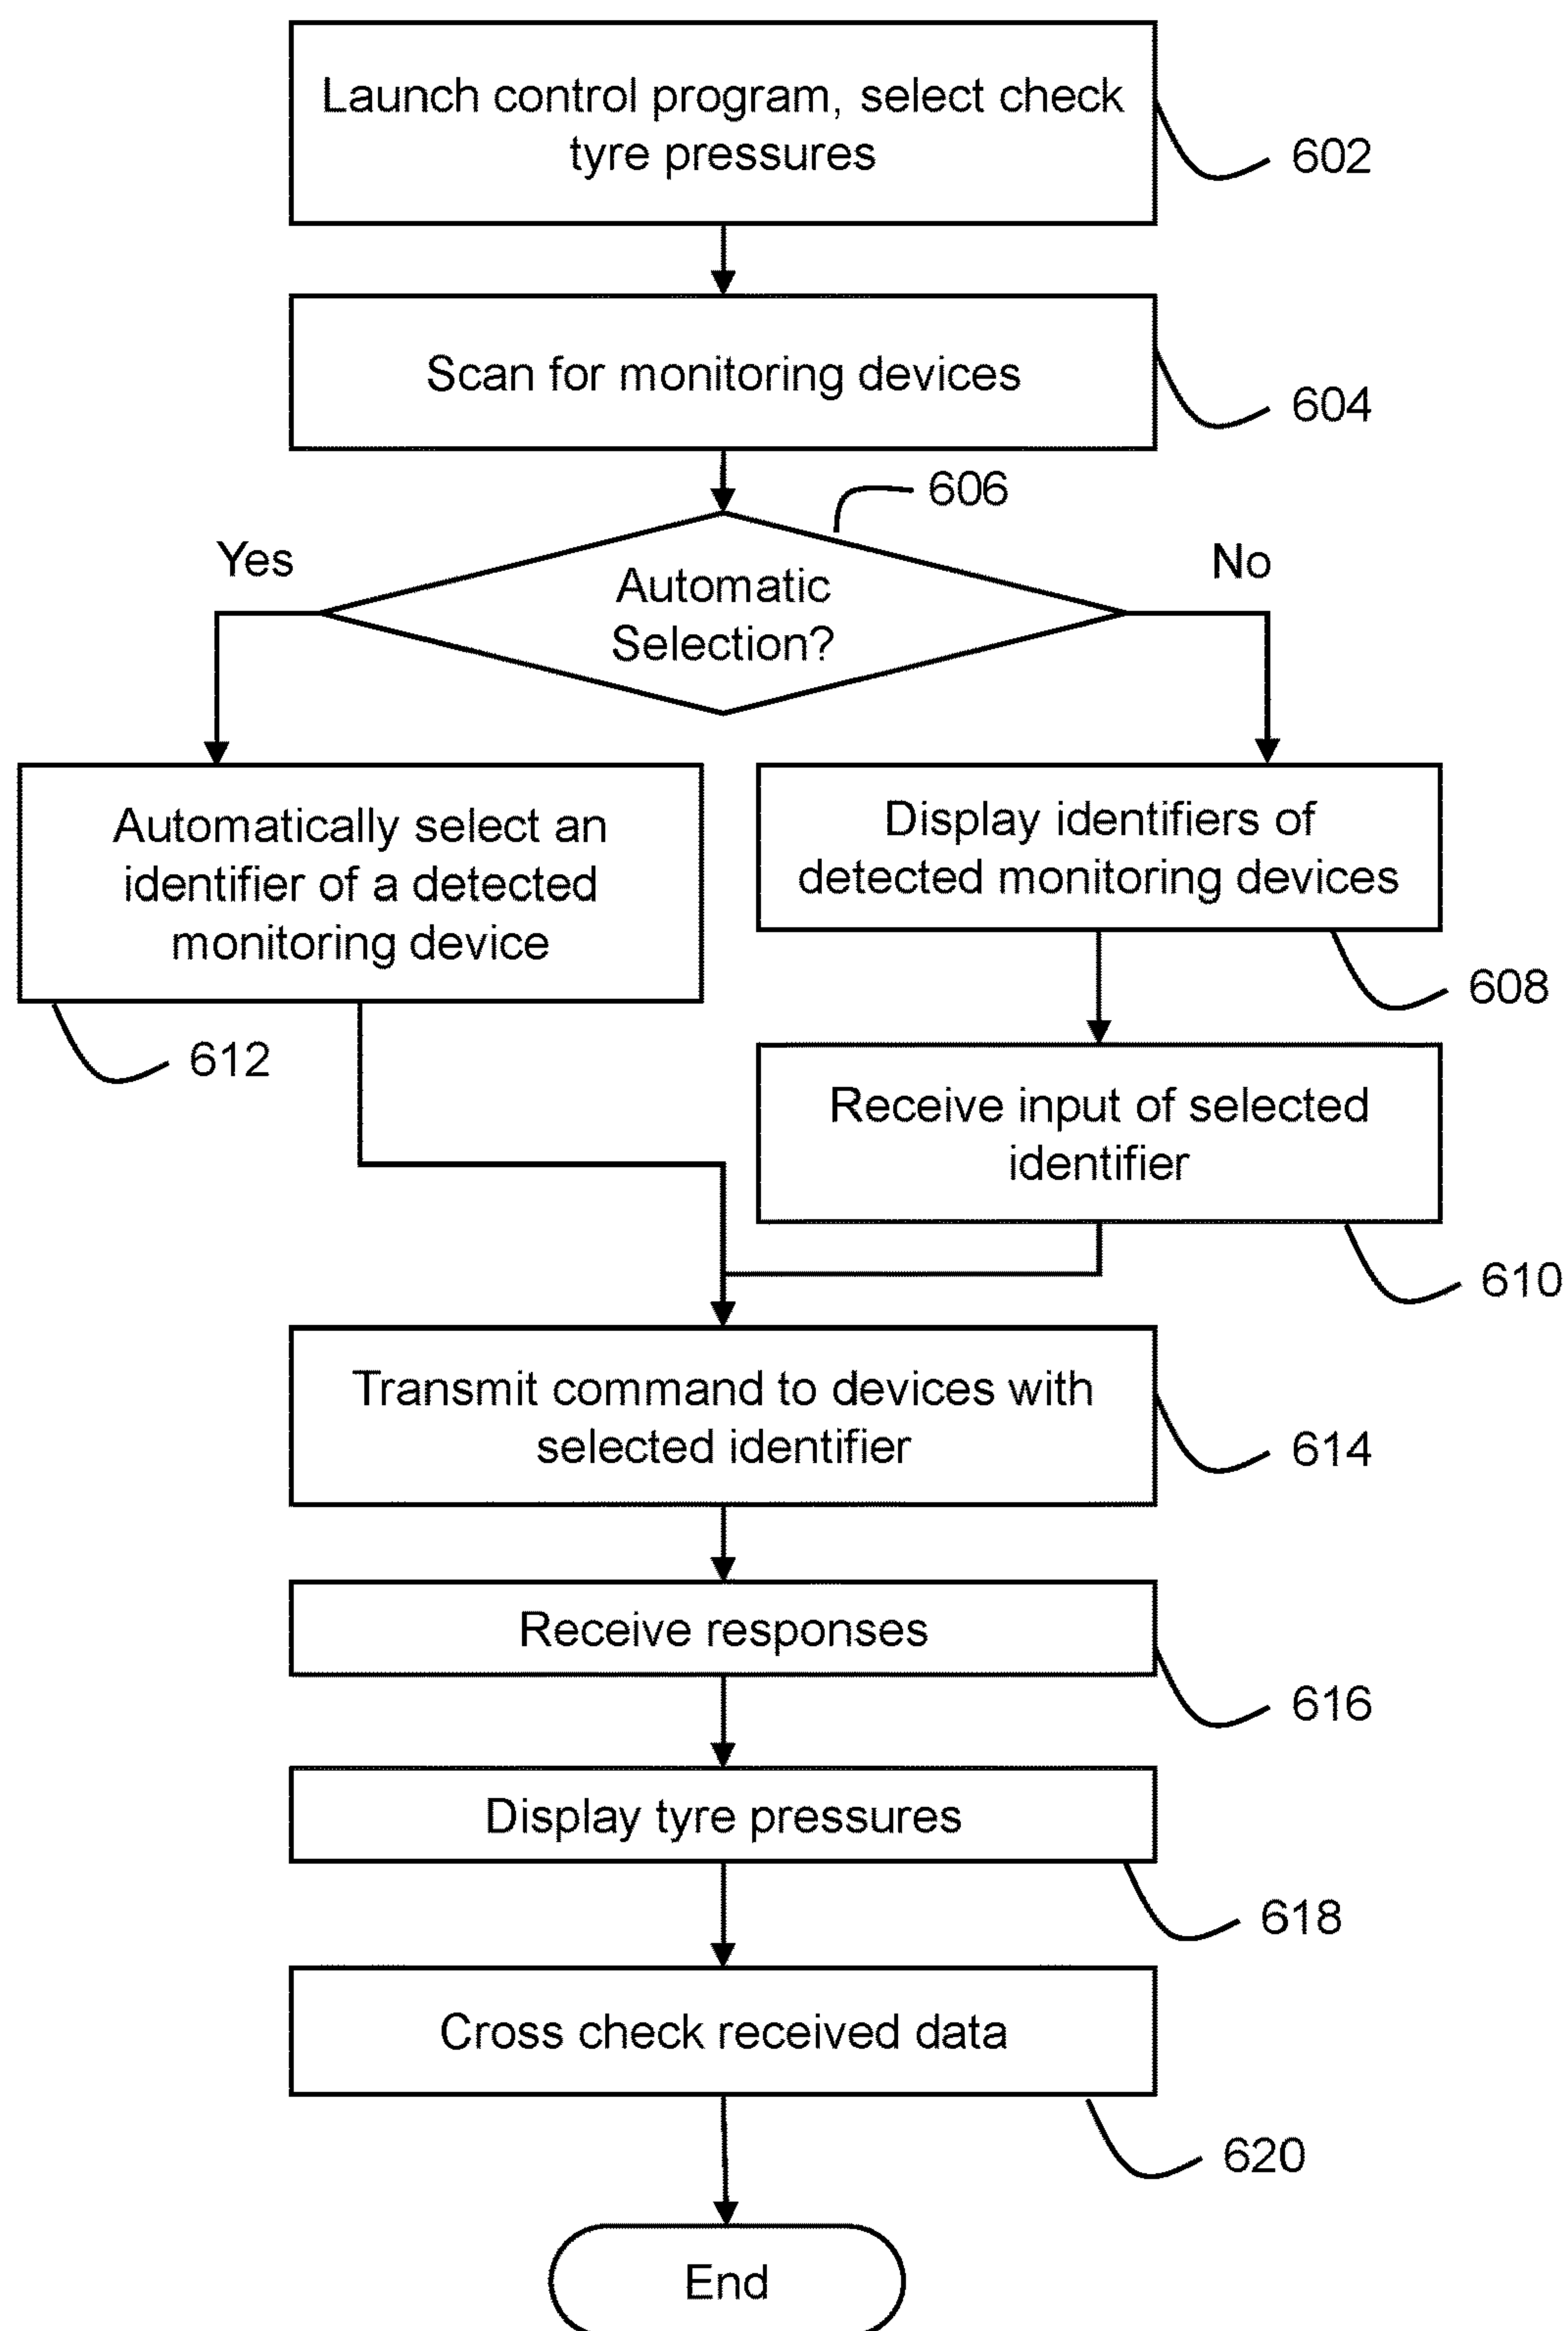 Launch control program, select check
tyre pressures
602
Scan for monitoring devices
604
606
Yes
No
Automatic
Selection?
Automatically select an
identifier of a detected
monitoring device
612
Display identifiers of
detected monitoring devices
608
Receive input of selected
identifier
610
Transmit command to devices with
selected identifier
614
Receive responses
616
Display tyre pressures
618
Cross check received data
620
End